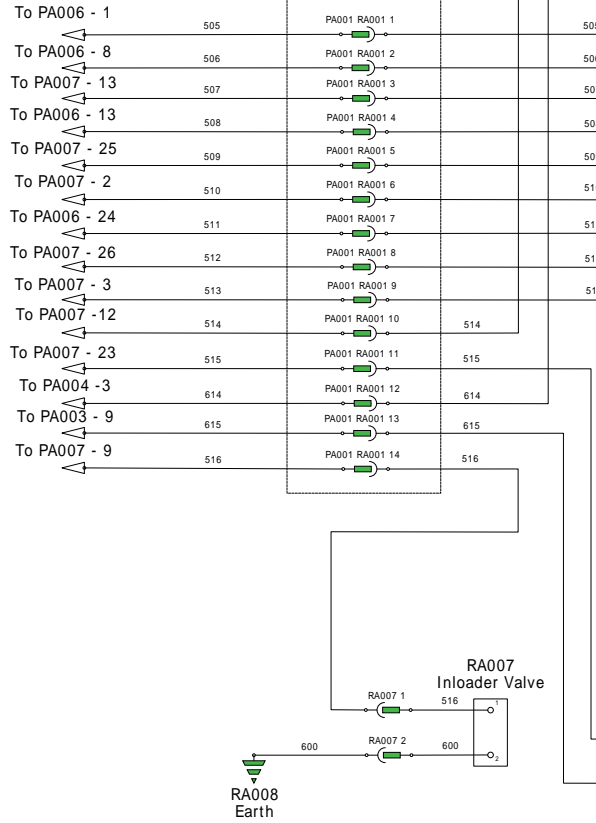 To PA006 - 1
505 PA001 RA001 1
To PA006 - 8
506 PA001 RA001 2
To PA007 - 13
507 PA001 RA001 3
To PA006 - 13
508 PA001 RA001 4
To PA007 - 25
509 PA001 RA001 5
To PA007 - 2
510 PA001 RA001 6
To PA006 - 24
511 PA001 RA001 7
To PA007 - 26
512 PA001 RA001 8
To PA007 - 3
513 PA001 RA001 9
To PA007 -12
514 PA001 RA001 10 514
To PA007 - 23
515 PA001 RA001 11 515
To PA004 -3
614 PA001 RA001 12 614
To PA003 - 9
615 PA001 RA001 13 615
To PA007 - 9
516 PA001 RA001 14 516
RA007
Inloader Valve
RA007 1 516 1
600 RA007 2 600 2
RA008
Earth